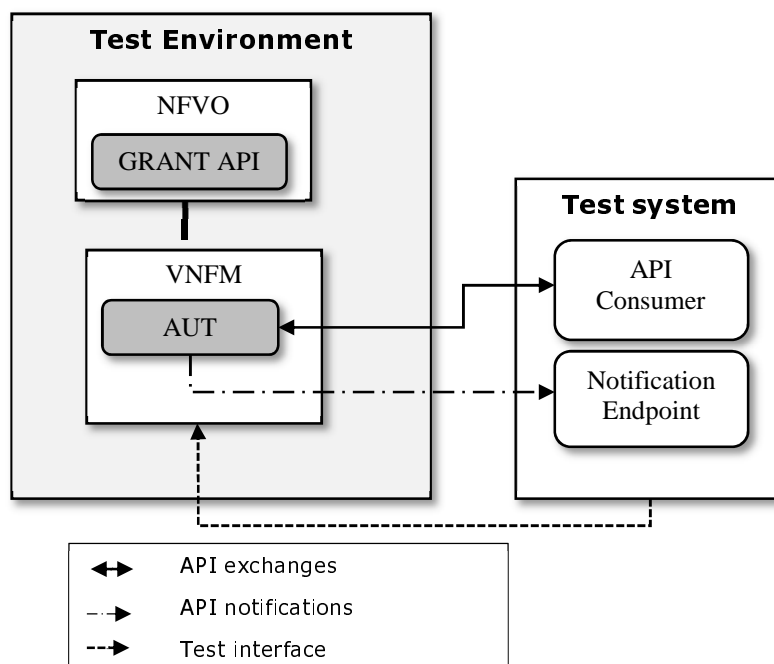 Test Environment
NFVO
GRANT API
VNFM
AUT
Test system
API
Consumer
Notification
Endpoint
API exchanges
API notifications
Test interface